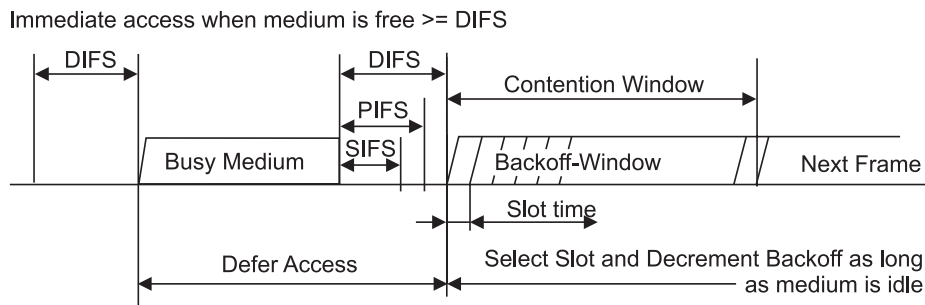 Immediate access when medium is free >= DIFS
DIFS
DIFS
Contention Window
PIFS
SIFS
Busy Medium
Backoff-Window
Next Frame
Slot time
Defer Access
Select Slot and Decrement Backoff as long
as medium is idle